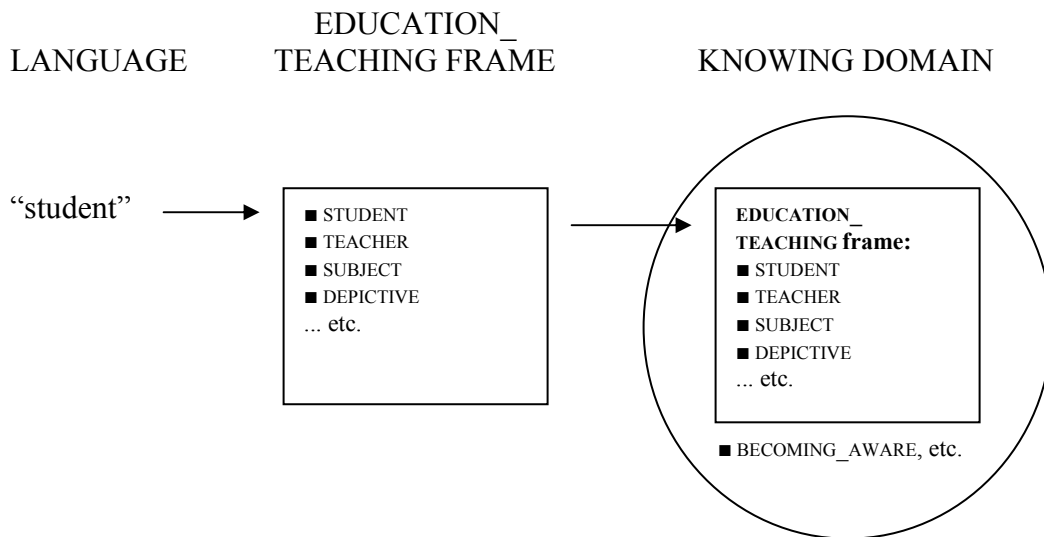 LANGUAGE
EDUCATION_
TEACHING FRAME
KNOWING DOMAIN
“student”
■ STUDENT
■ TEACHER
■ SUBJECT
■ DEPICTIVE
... etc.
EDUCATION_
TEACHING frame:
■ STUDENT
■ TEACHER
■ SUBJECT
■ DEPICTIVE
... etc.
■ BECOMING_AWARE, etc.